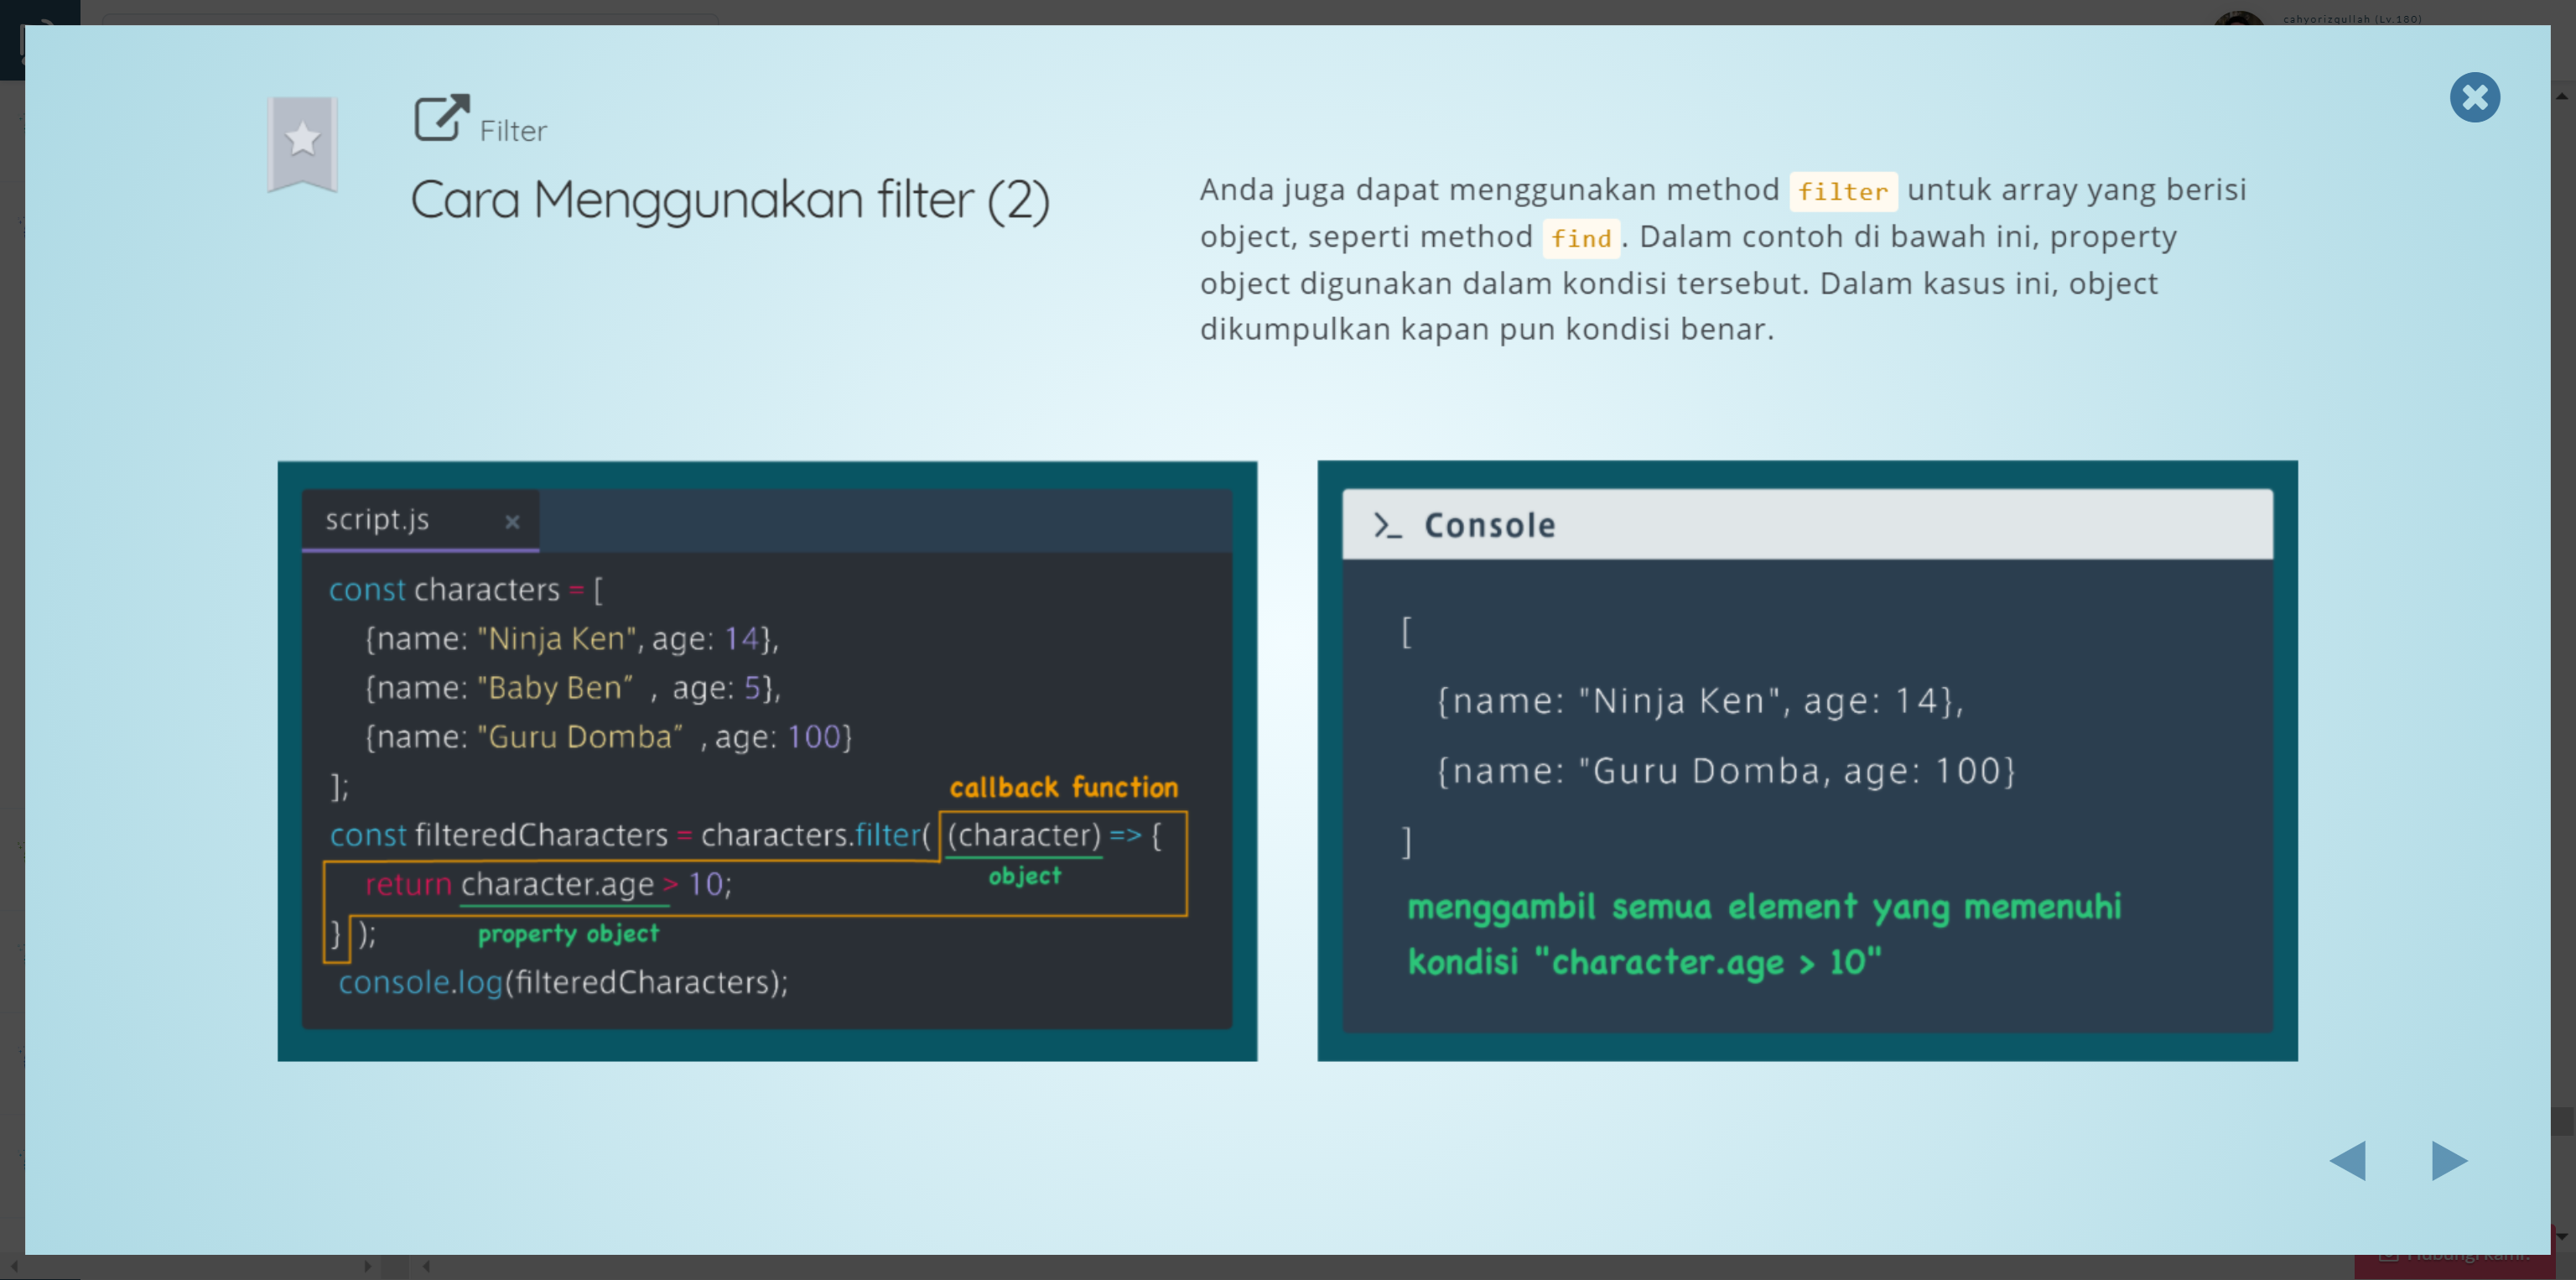 cahyorizqullah (Lv.180)
Filter
Cara Menggunakan filter (2)
Anda juga dapat menggunakan method filter untuk array yang berisi
object, seperti method find. Dalam contoh di bawah ini, property
object digunakan dalam kondisi tersebut. Dalam kasus ini, object
dikumpulkan kapan pun kondisi benar.
script.js ×
const characters = [
{name: "Ninja Ken", age: 14},
{name: "Baby Ben" , age: 5},
{name: "Guru Domba" , age: 100}
];
callback function
const filteredCharacters = characters.filter( (character) => {
object
return character.age > 10;
} );
property object
console.log(filteredCharacters);
>_ Console
[
{name: "Ninja Ken", age: 14},
{name: "Guru Domba, age: 100}
]
menggambil semua element yang memenuhi
kondisi "character.age > 10"